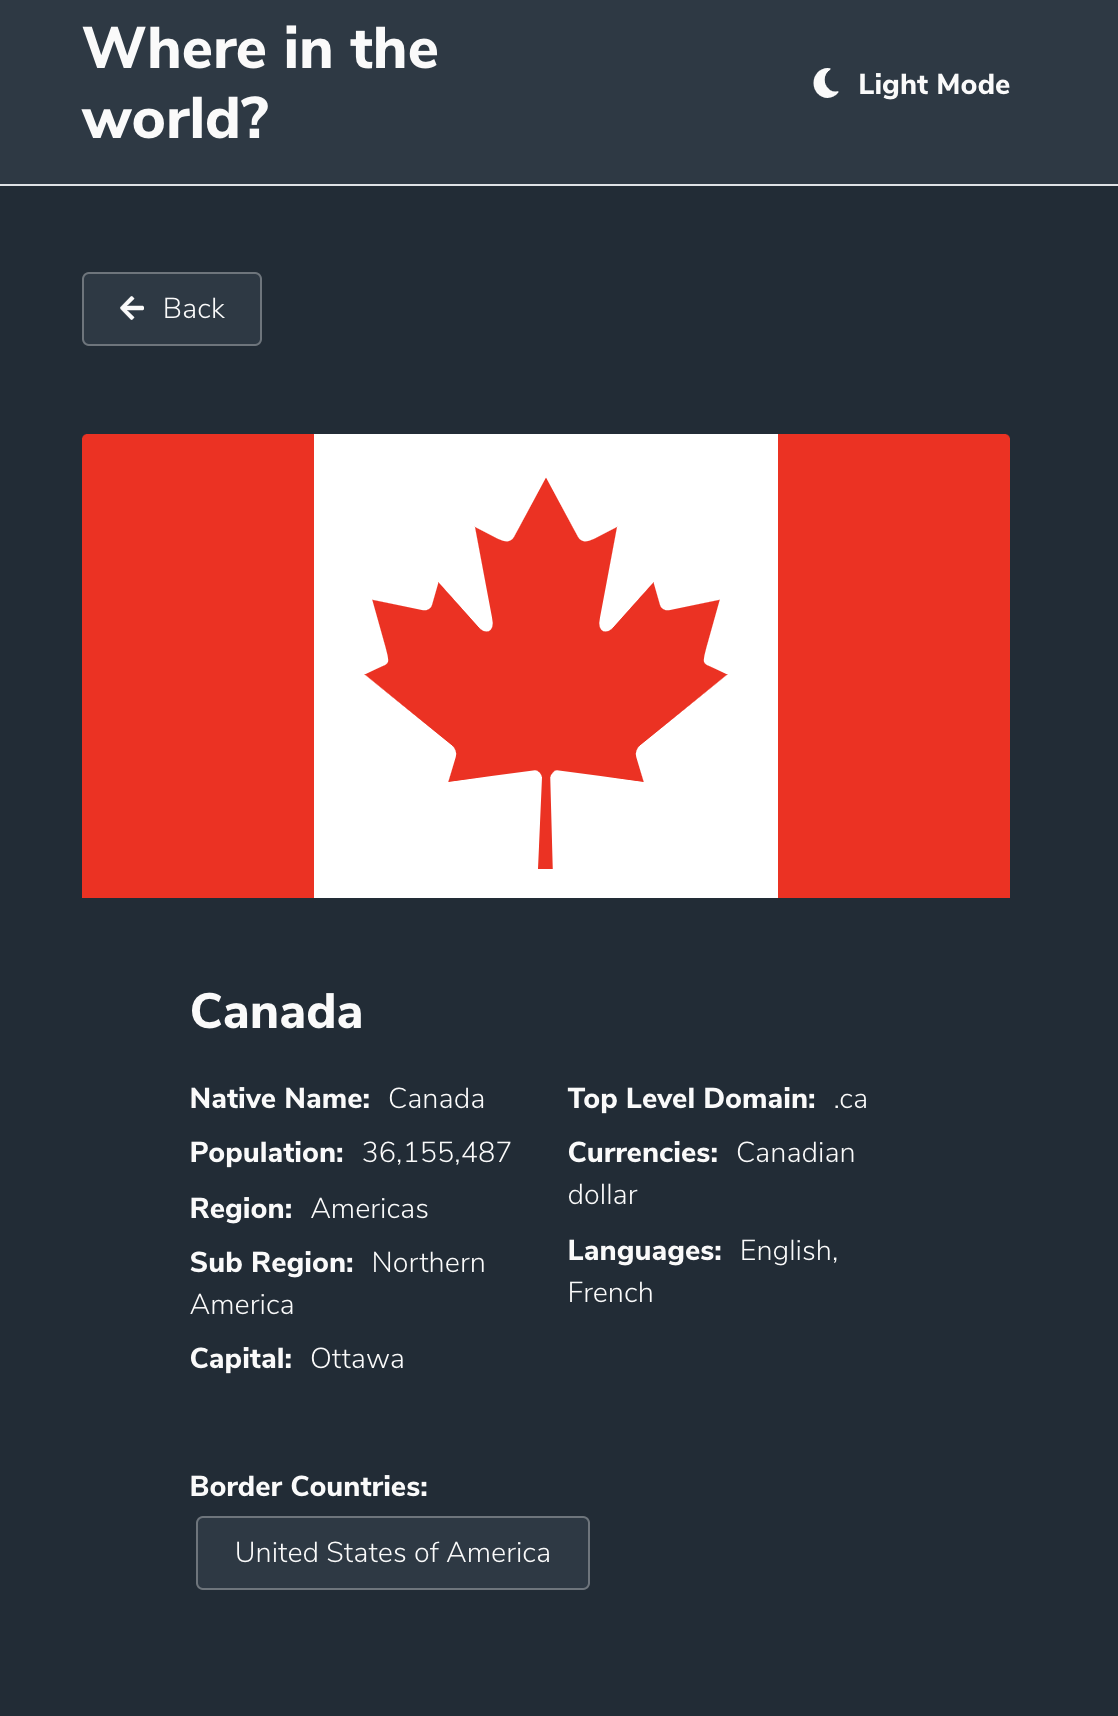 Where in the
world?
Light Mode
Back
Canada
Native Name: Canada
Population: 36,155,487
Region: Americas
Sub Region: Northern
America
Capital: Ottawa
Top Level Domain: .ca
Currencies: Canadian
dollar
Languages: English,
French
Border Countries:
United States of America